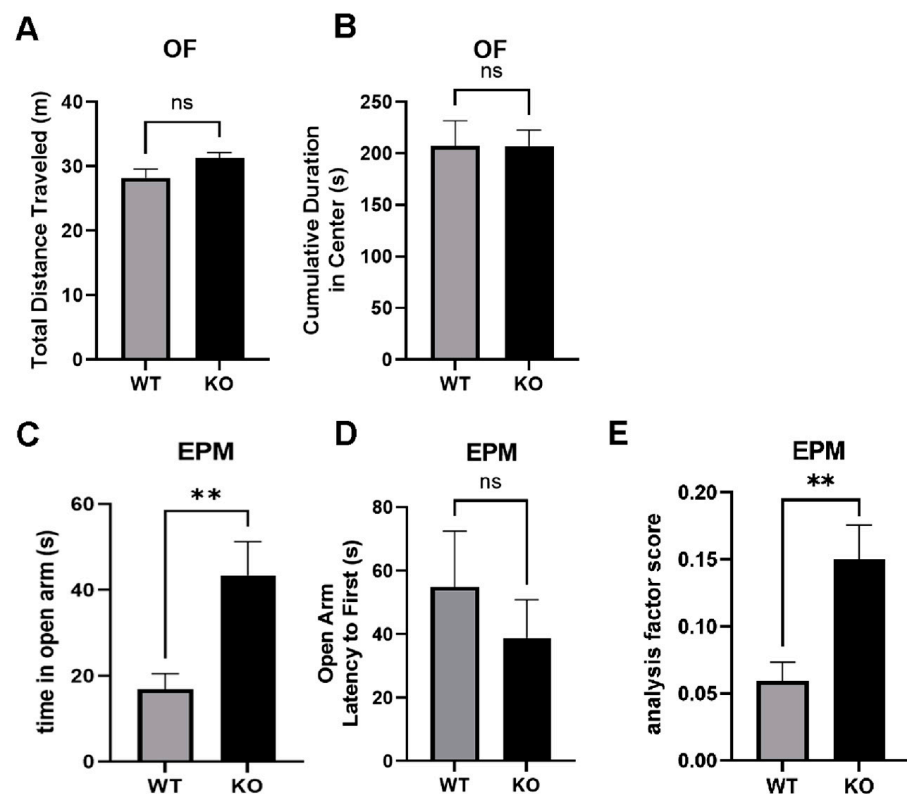 A
OF
ns
Total Distance Traveled (m)
40
30
20
10
0
WT
KO
B
OF
ns
Cumulative Duration
in Center (s)
250
200
150
100
50
0
WT
KO
C
EPM
**
time in open arm (s)
60
40
20
0
WT
KO
D
EPM
ns
Open Arm
Latency to First (s)
80
60
40
20
0
WT
KO
E
EPM
**
analysis factor score
0.20
0.15
0.10
0.05
0.00
WT
KO